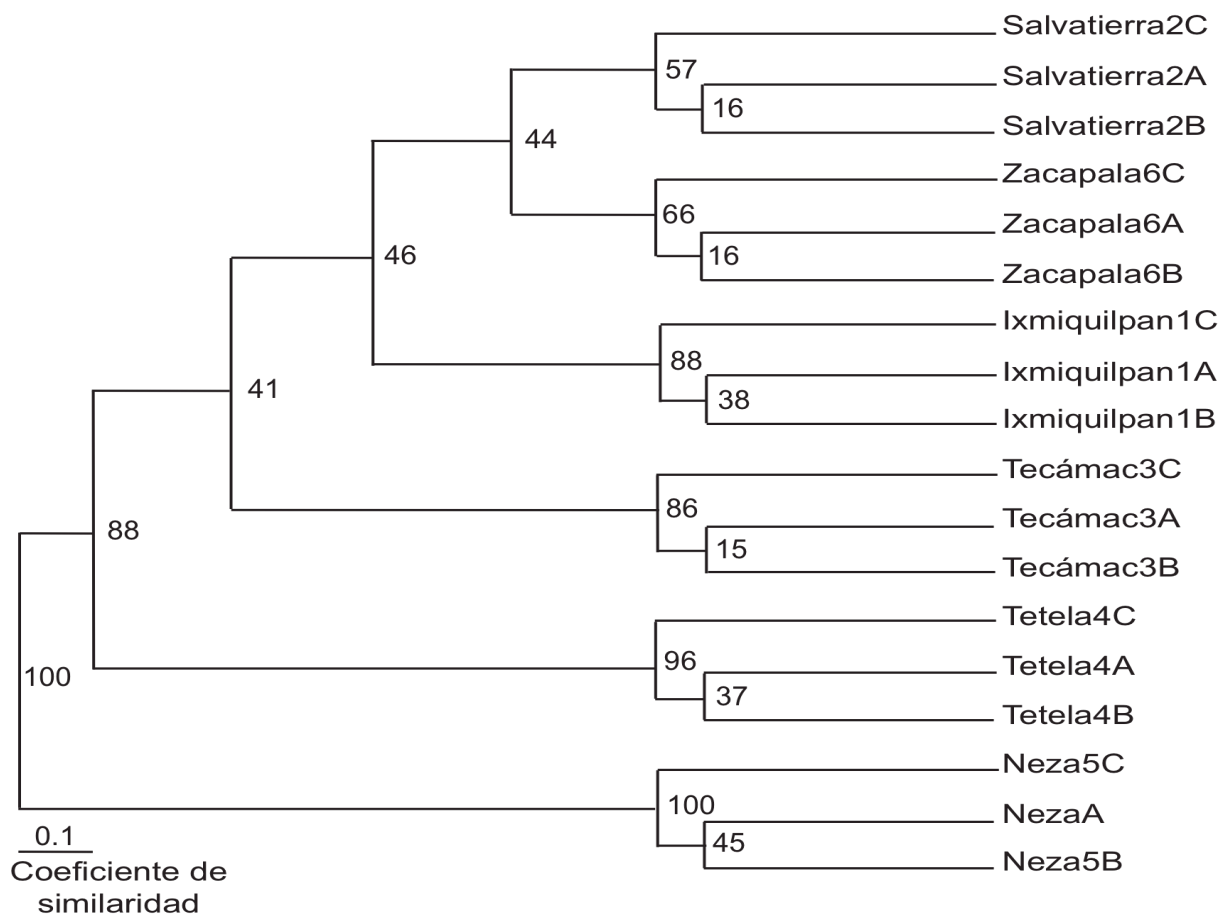 Salvatierra2C
57
Salvatierra2A
16
Salvatierra2B
44
Zacapala6C
66
Zacapala6A
16
Zacapala6B
46
Ixmiquilpan1C
88
Ixmiquilpan1A
38
Ixmiquilpan1B
41
Tecámac3C
86
Tecámac3A
15
Tecámac3B
88
Tetela4C
96
Tetela4A
37
Tetela4B
100
Neza5C
100
NezaA
45
Neza5B
0.1
Coeficiente de
similaridad